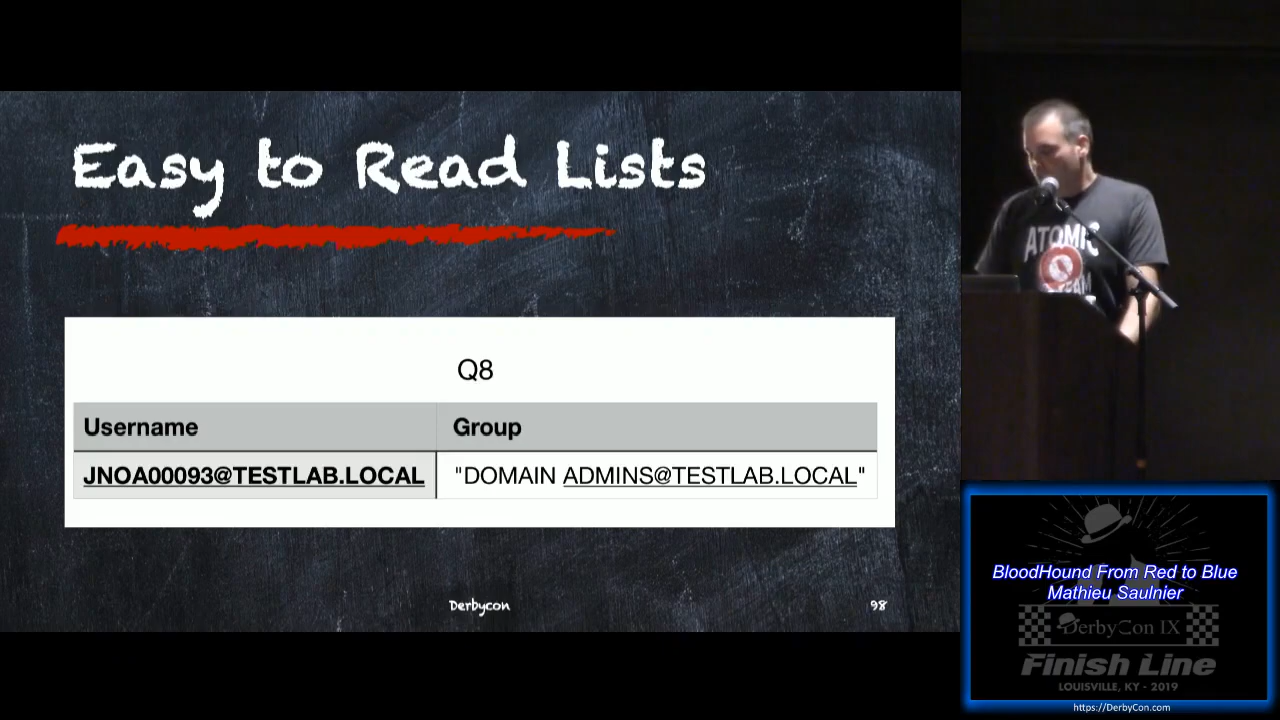 Easy to Read Lists
Q8
Username Group
JNOA00093@TESTLAB.LOCAL "DOMAIN ADMINS@TESTLAB.LOCAL"
Derbycon 98
ATOMIC
BloodHound From Red to Blue
Mathieu Saulnier
DerbyCon IX
Finish Line
LOUISVILLE, KY - 2019
https://DerbyCon.com